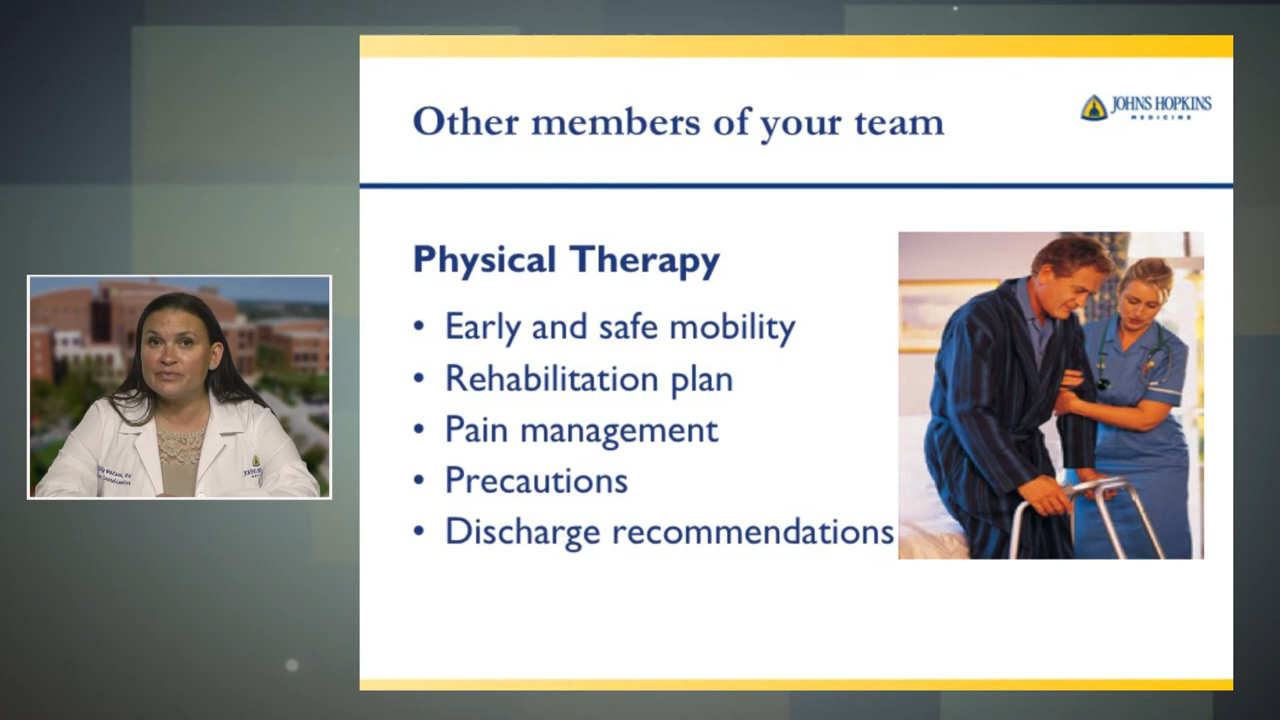 Other members of your team
JOHNS HOPKINS
MEDICINE
Physical Therapy
• Early and safe mobility
• Rehabilitation plan
• Pain management
• Precautions
• Discharge recommendations